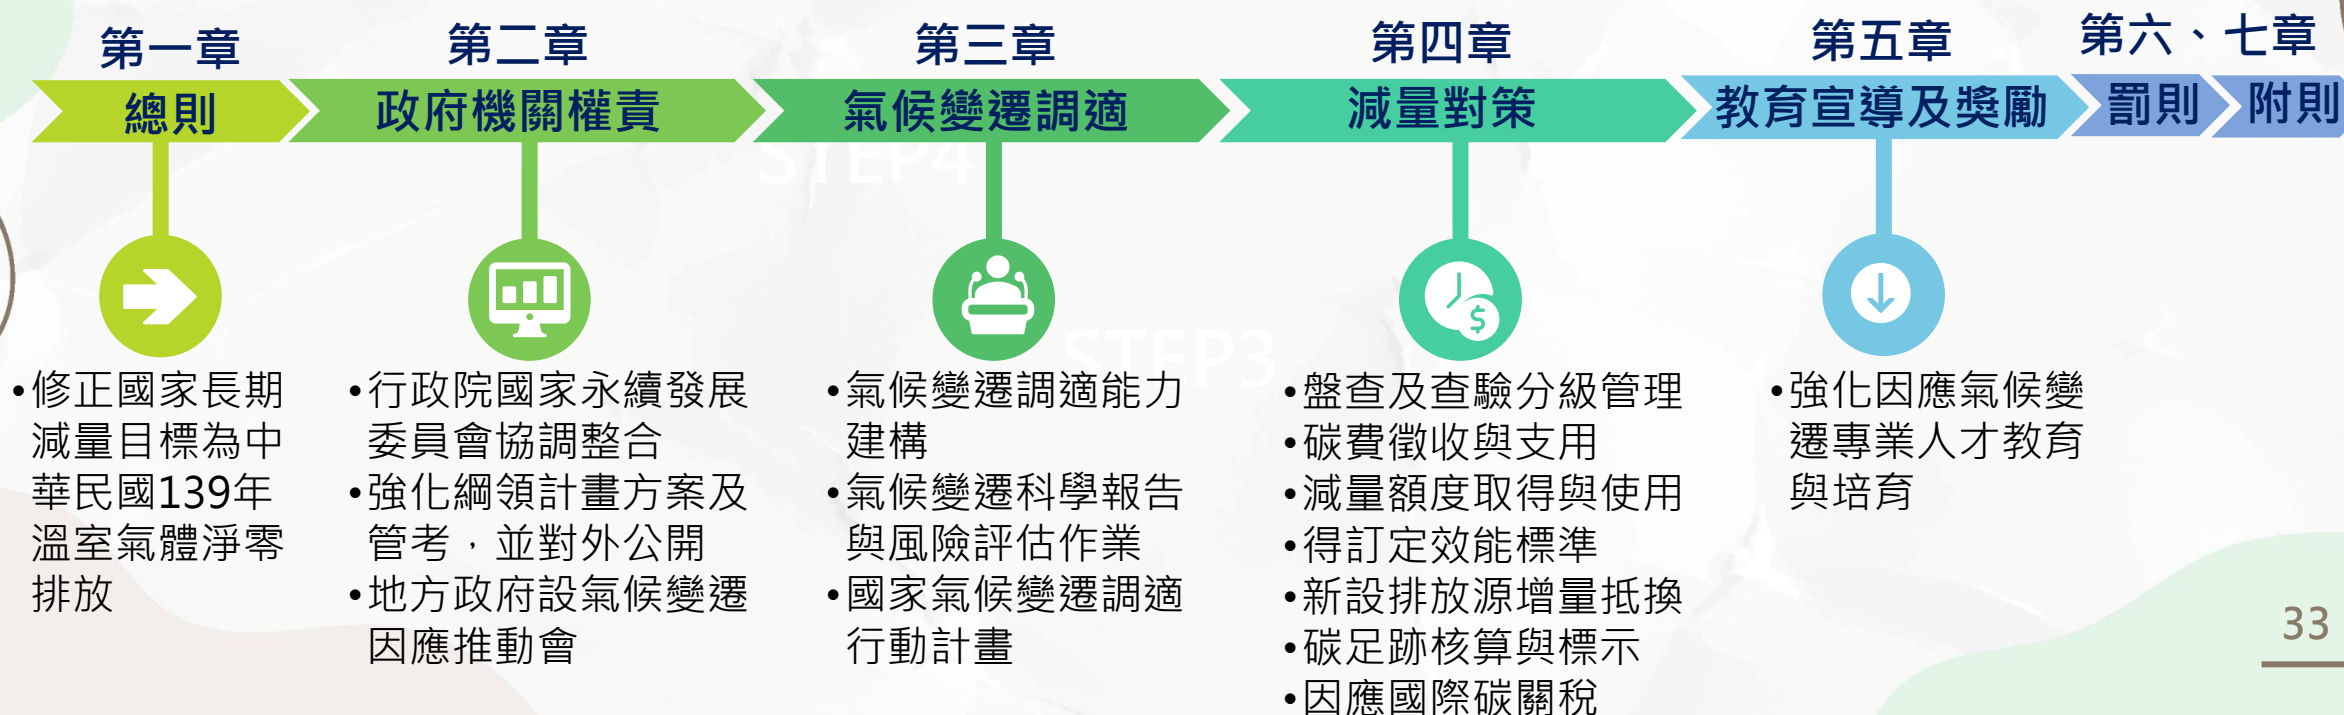 第一章
總則
•修正國家長期
減量目標為中
華民國139年
溫室氣體淨零
排放
第二章
政府機關權責
•行政院國家永續發展
委員會協調整合
•強化綱領計畫方案及
管考，並對外公開
•地方政府設氣候變遷
因應推動會
第三章
氣候變遷調適
STEP4
STEP3
•氣候變遷調適能力
建構
•氣候變遷科學報告
與風險評估作業
•國家氣候變遷調適
行動計畫
第四章
減量對策
$
•盤查及查驗分級管理
•碳費徵收與支用
•減量額度取得與使用
•得訂定效能標準
•新設排放源增量抵換
•碳足跡核算與標示
•因應國際碳關稅
第五章
教育宣導及獎勵
•強化因應氣候變
遷專業人才教育
與培育
第六、七章
罰則
附則
33